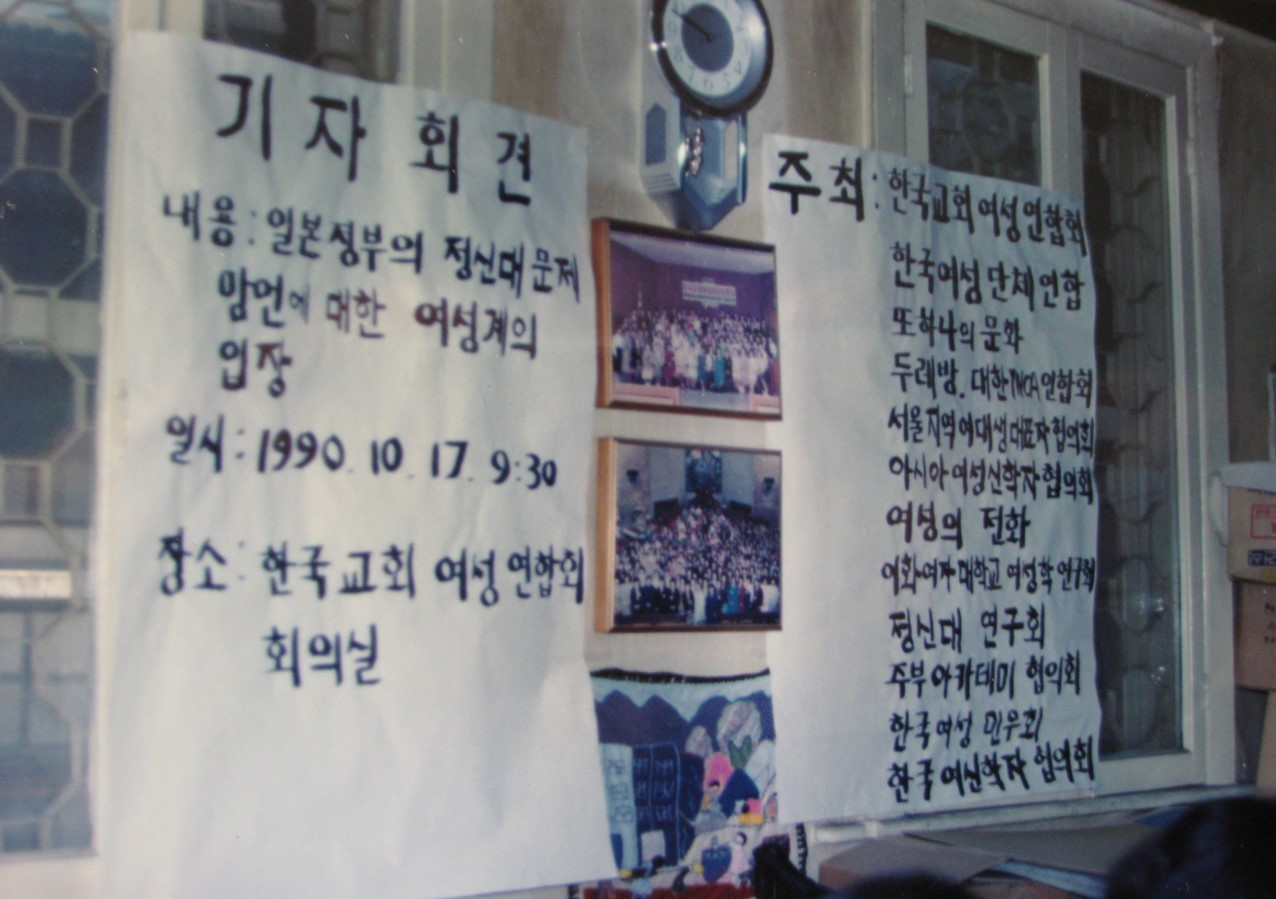 기자회견
내용: 일본정부의 정신대 문제
망언에 대한 여성계의
입장
일시: 1990. 10. 17. 9:30
장소: 한국교회 여성연합회
회의실
주최: 한국교회여성연합회
한국여성단체연합
또하나의 문화
두레방. 대한YWCA연합회
서울지역여대생대표자협의회
아시아여성신학자협의회
여성의 전화
이화여자대학교 여성학연구회
정신대 연구회
주부아카데미 협의회
한국여성 민우회
한국여신학자 협의회